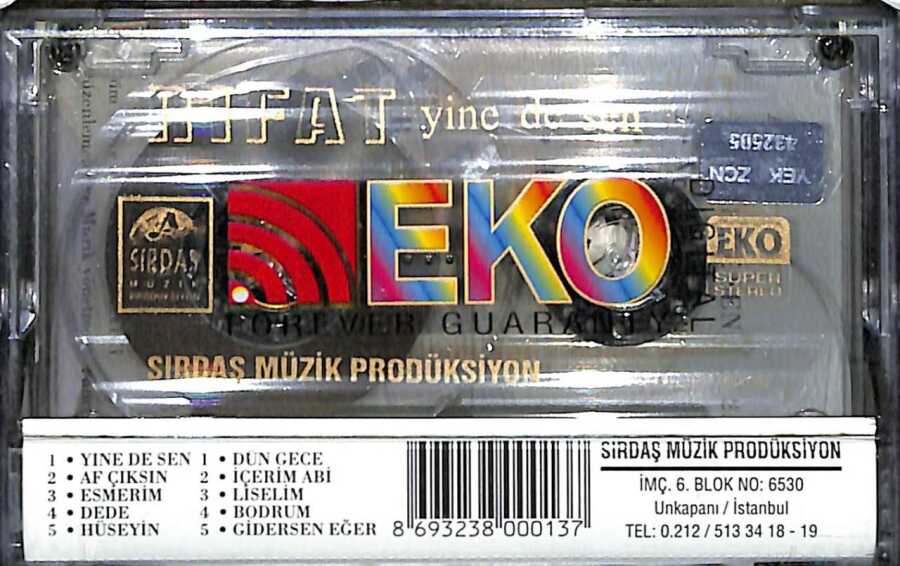 yine de sen
432505
YEK ZCN
SIRDAŞ
MÜZİK
PRODÜKSİYON
EKO
FOREVER GUARANTY
EKO
SUPER
STEREO
SIRDAŞ MÜZİK PRODÜKSİYON
1 • YINE DE SEN
2 • AF ÇIKSIN
3 • ESMERİM
4 • DEDE
5 • HÜSEYİN
1 • DÜN GECE
2 • İÇERİM ABİ
3 • LİSELİM
4 • BODRUM
5 • GİDERSEN EĞER
8 693238 000137
SIRDAŞ MÜZİK PRODÜKSİYON
İMÇ. 6. BLOK NO: 6530
Unkapanı / İstanbul
TEL: 0.212 / 513 34 18 - 19